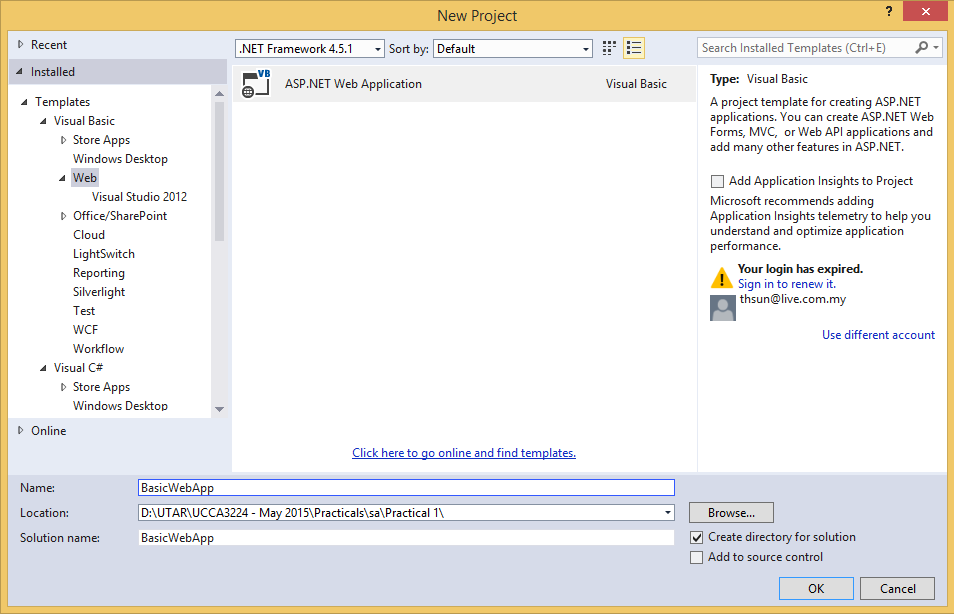 New Project
?
Recent
Installed
Templates
Visual Basic
Store Apps
Windows Desktop
Web
Visual Studio 2012
Office/SharePoint
Cloud
LightSwitch
Reporting
Silverlight
Test
WCF
Workflow
Visual C#
Store Apps
Windows Desktop
Online
.NET Framework 4.5.1 Sort by: Default
VB
ASP.NET Web Application Visual Basic
Click here to go online and find templates.
Search Installed Templates (Ctrl+E)
Type: Visual Basic
A project template for creating ASP.NET
applications. You can create ASP.NET Web
Forms, MVC, or Web API applications and
add many other features in ASP.NET.
Add Application Insights to Project
Microsoft recommends adding
Application Insights telemetry to help you
understand and optimize application
performance.
Your login has expired.
Sign in to renew it.
thsun@live.com.my
Use different account
Name: BasicWebApp
Location: D:\UTAR\UCCA3224 - May 2015\Practicals\sa\Practical 1\ Browse...
Solution name: BasicWebApp
Create directory for solution
Add to source control
OK Cancel